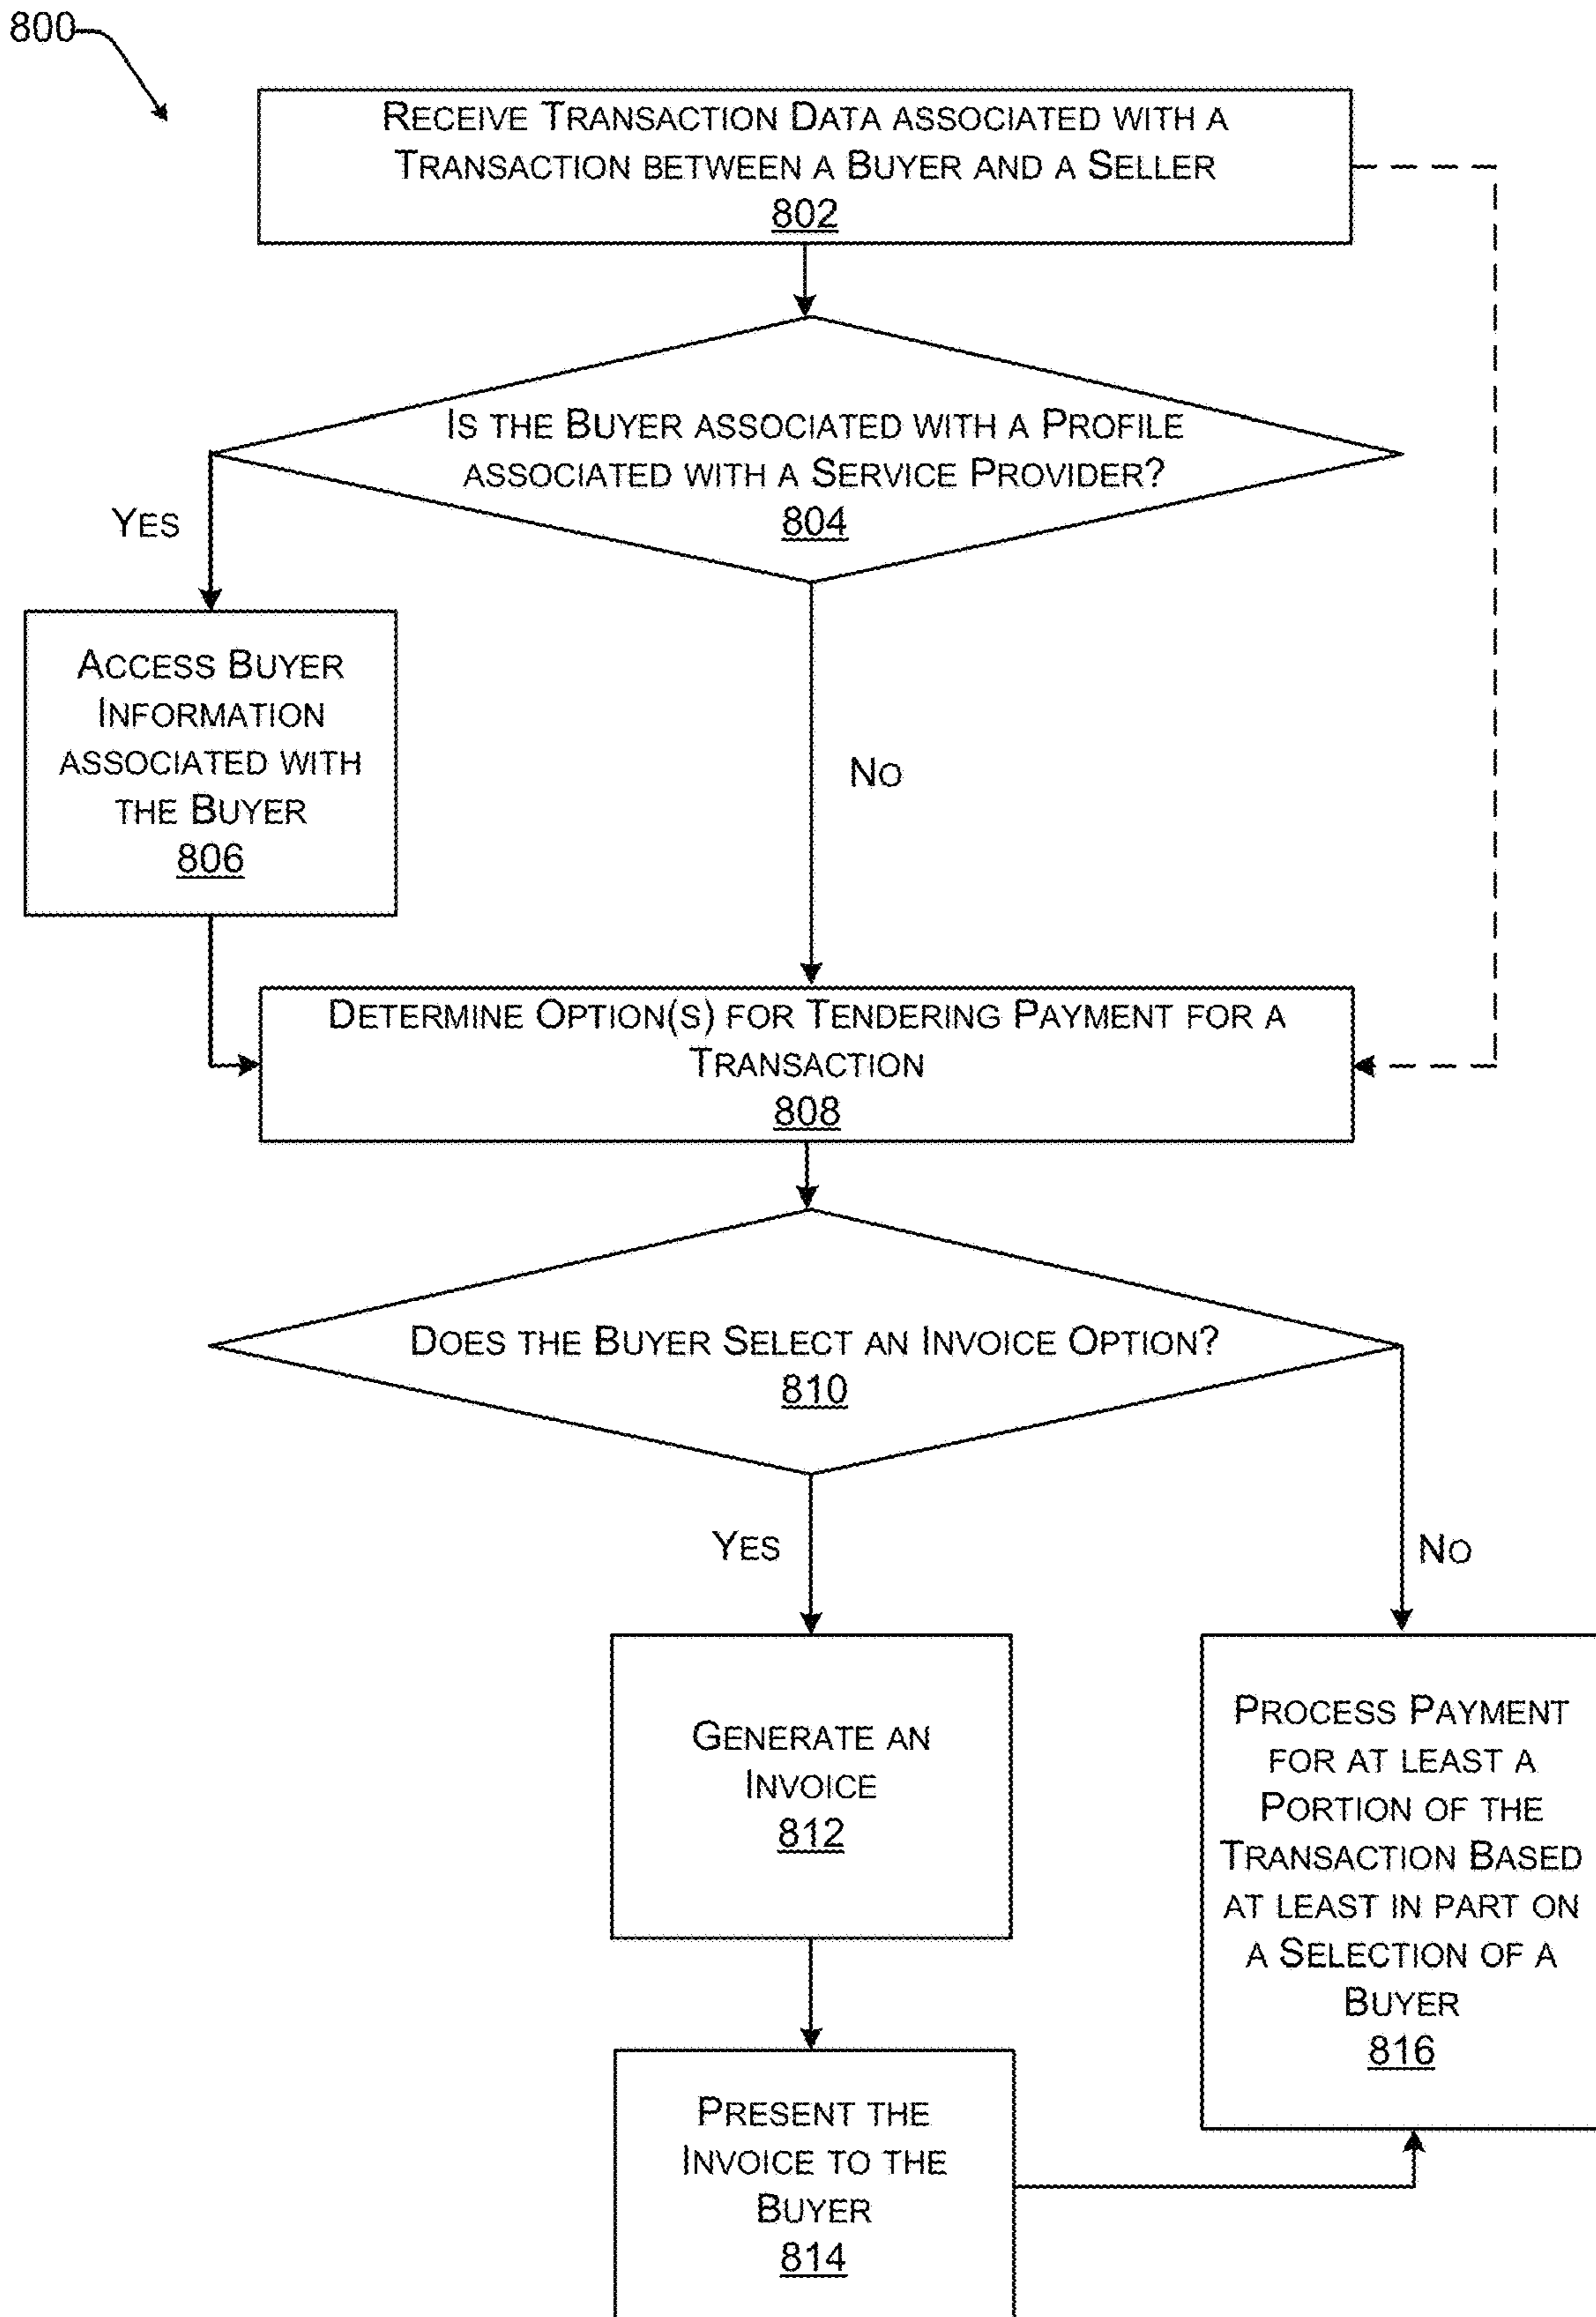 800
RECEIVE TRANSACTION DATA ASSOCIATED WITH A
TRANSACTION BETWEEN A BUYER AND A SELLER
802
IS THE BUYER ASSOCIATED WITH A PROFILE
ASSOCIATED WITH A SERVICE PROVIDER?
804
YES
ACCESS BUYER
INFORMATION
ASSOCIATED WITH
THE BUYER
806
NO
DETERMINE OPTION(S) FOR TENDERING PAYMENT FOR A
TRANSACTION
808
DOES THE BUYER SELECT AN INVOICE OPTION?
810
YES
NO
GENERATE AN
INVOICE
812
PROCESS PAYMENT
FOR AT LEAST A
PORTION OF THE
TRANSACTION BASED
AT LEAST IN PART ON
A SELECTION OF A
BUYER
816
PRESENT THE
INVOICE TO THE
BUYER
814